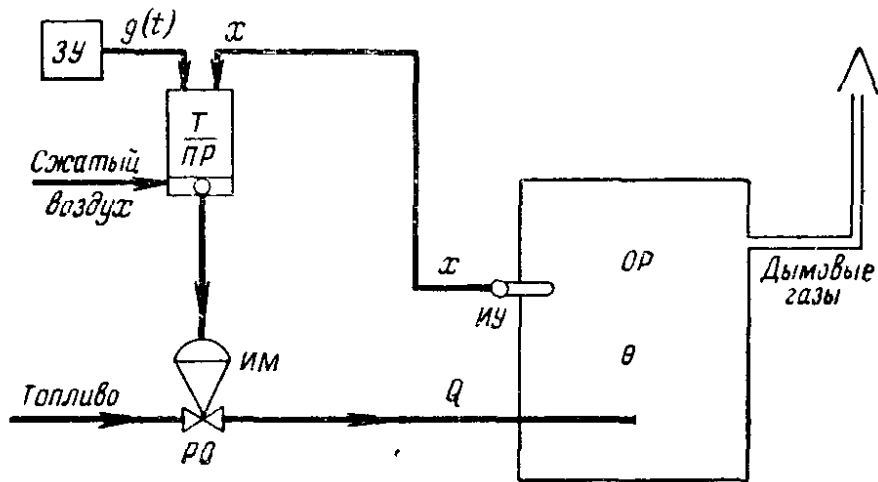 ЗУ
g(t)
x
Т
ПР
Сжатый
воздух
x
ИУ
ОР
θ
Дымовые
газы
ИМ
Топливо
Q
РО